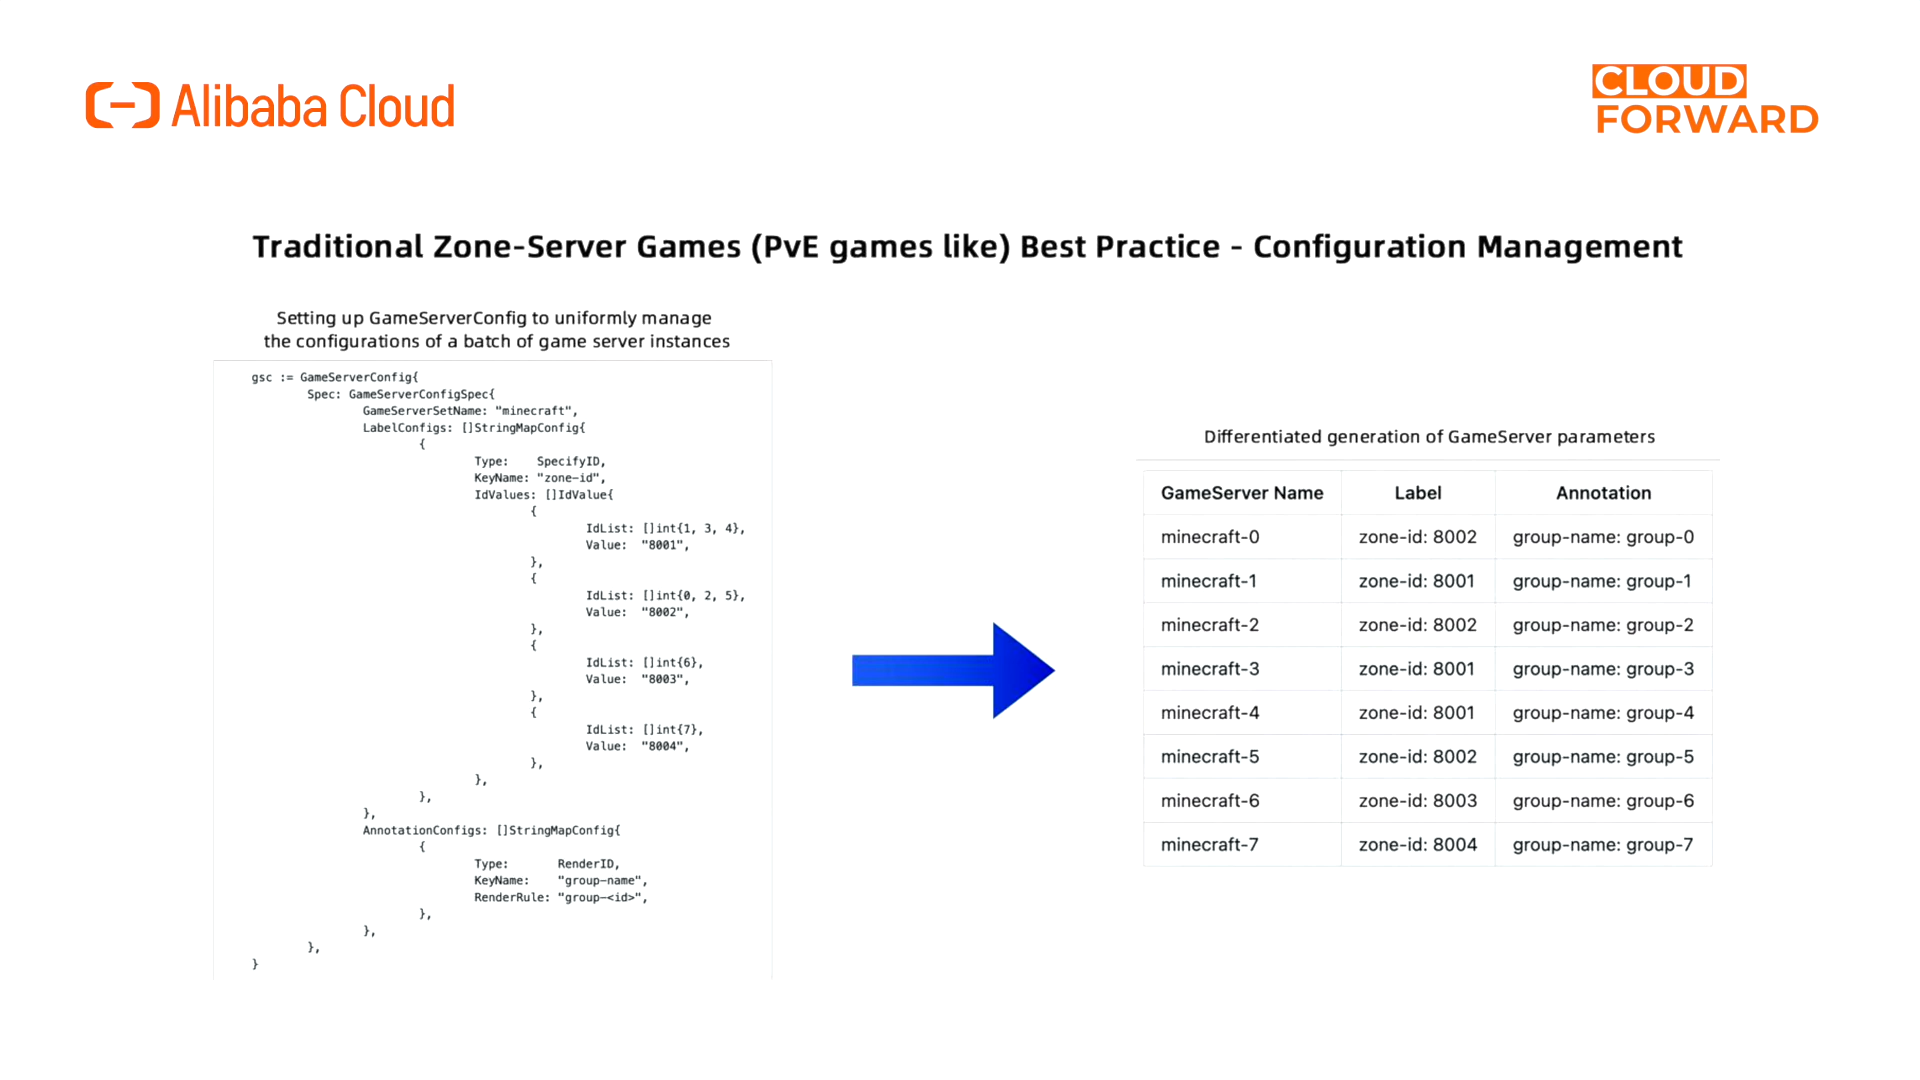 Alibaba Cloud
CLOUD
FORWARD
Traditional Zone-Server Games (PvE games like) Best Practice - Configuration Management
Setting up GameServerConfig to uniformly manage
the configurations of a batch of game server instances
gsc := GameServerConfig{
Spec: GameServerConfigSpec{
GameServerSetName: "minecraft",
LabelConfigs: []StringMapConfig{
{
Type: SpecifyID,
KeyName: "zone-id",
IdValues: []IdValue{
{
IdList: []int{1, 3, 4},
Value: "8001",
},
{
IdList: []int{0, 2, 5},
Value: "8002",
},
{
IdList: []int{6},
Value: "8003",
},
{
IdList: []int{7},
Value: "8004",
},
},
},
},
AnnotationConfigs: []StringMapConfig{
{
Type: RenderID,
KeyName: "group-name",
RenderRule: "group-<id>",
},
},
},
}
Differentiated generation of GameServer parameters
GameServer Name Label Annotation
minecraft-0 zone-id: 8002 group-name: group-0
minecraft-1 zone-id: 8001 group-name: group-1
minecraft-2 zone-id: 8002 group-name: group-2
minecraft-3 zone-id: 8001 group-name: group-3
minecraft-4 zone-id: 8001 group-name: group-4
minecraft-5 zone-id: 8002 group-name: group-5
minecraft-6 zone-id: 8003 group-name: group-6
minecraft-7 zone-id: 8004 group-name: group-7